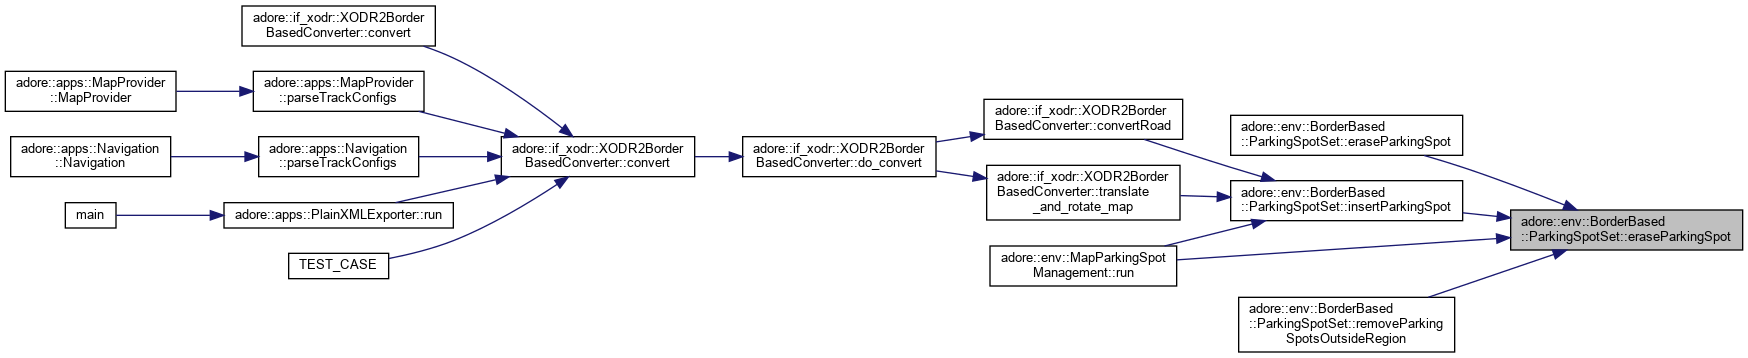 adore::if_xodr::XODR2Border
BasedConverter::convert
adore::apps::MapProvider
::MapProvider
adore::apps::MapProvider
::parseTrackConfigs
adore::apps::Navigation
::Navigation
adore::apps::Navigation
::parseTrackConfigs
main
adore::apps::PlainXMLExporter::run
TEST_CASE
adore::if_xodr::XODR2Border
BasedConverter::convert
adore::if_xodr::XODR2Border
BasedConverter::do_convert
adore::if_xodr::XODR2Border
BasedConverter::convertRoad
adore::if_xodr::XODR2Border
BasedConverter::translate
_and_rotate_map
adore::env::MapParkingSpot
Management::run
adore::env::BorderBased
::ParkingSpotSet::eraseParkingSpot
adore::env::BorderBased
::ParkingSpotSet::insertParkingSpot
adore::env::BorderBased
::ParkingSpotSet::removeParking
SpotsOutsideRegion
adore::env::BorderBased
::ParkingSpotSet::eraseParkingSpot